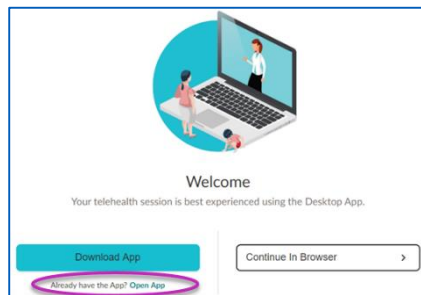 Welcome
Your telehealth session is best experienced using the Desktop App.
Download App
Continue In Browser >
Already have the App? Open App